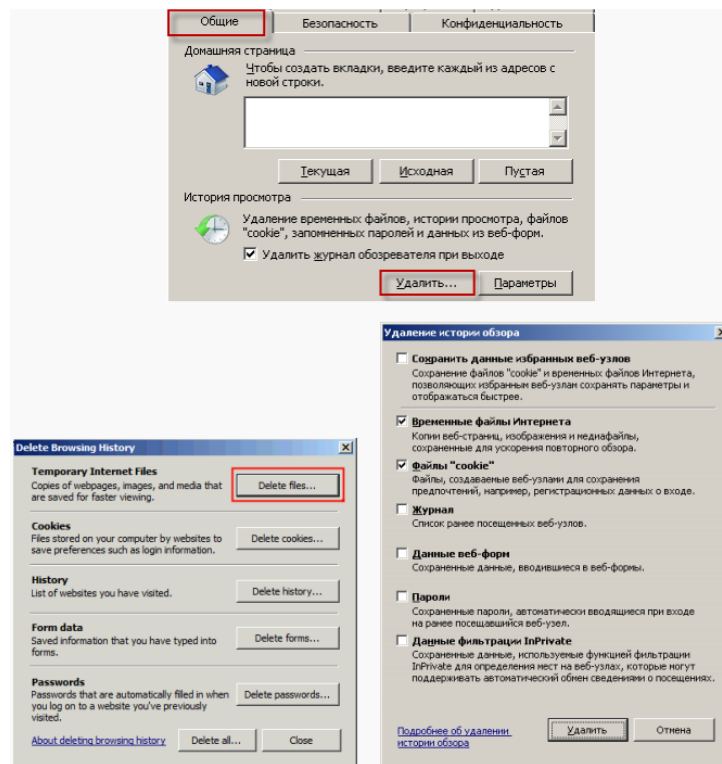 Общие
Безопасность
Конфиденциальность
Домашняя страница
Чтобы создать вкладки, введите каждый из адресов с
новой строки.
Текущая
Исходная
Пустая
История просмотра
Удаление временных файлов, истории просмотра, файлов
"cookie", запомненных паролей и данных из веб-форм.
Удалить журнал обозревателя при выходе
Удалить...
Параметры
Delete Browsing History
Temporary Internet Files
Copies of webpages, images, and media that
are saved for faster viewing.
Delete files...
Cookies
Files stored on your computer by websites to
save preferences such as login information.
Delete cookies...
History
List of websites you have visited.
Delete history...
Form data
Saved information that you have typed into
forms.
Delete forms...
Passwords
Passwords that are automatically filled in when
you log on to a website you've previously
visited.
Delete passwords...
About deleting browsing history
Delete all...
Close
Удаление истории обзора
Сохранить данные избранных веб-узлов
Сохранение файлов "cookie" и временных файлов Интернета,
позволяющих избранным веб-узлам сохранять параметры и
отображаться быстрее.
Временные файлы Интернета
Копии веб-страниц, изображения и медиафайлы,
сохраненные для ускорения повторного обзора.
Файлы "cookie"
Файлы, создаваемые веб-узлами для сохранения
предпочтений, например, регистрационных данных о входе.
Журнал
Список ранее посещенных веб-узлов.
Данные веб-форм
Сохраненные данные, вводившиеся в веб-формы.
Пароли
Сохраненные пароли, автоматически вводящиеся при входе
на ранее посещавшийся веб-узел.
Данные фильтрации InPrivate
Сохраненные данные, используемые функцией фильтрации
InPrivate для определения мест на веб-узлах, которые могут
поддерживать автоматический обмен сведениями о посещениях.
Подробнее об удалении
истории обзора
Удалить
Отмена